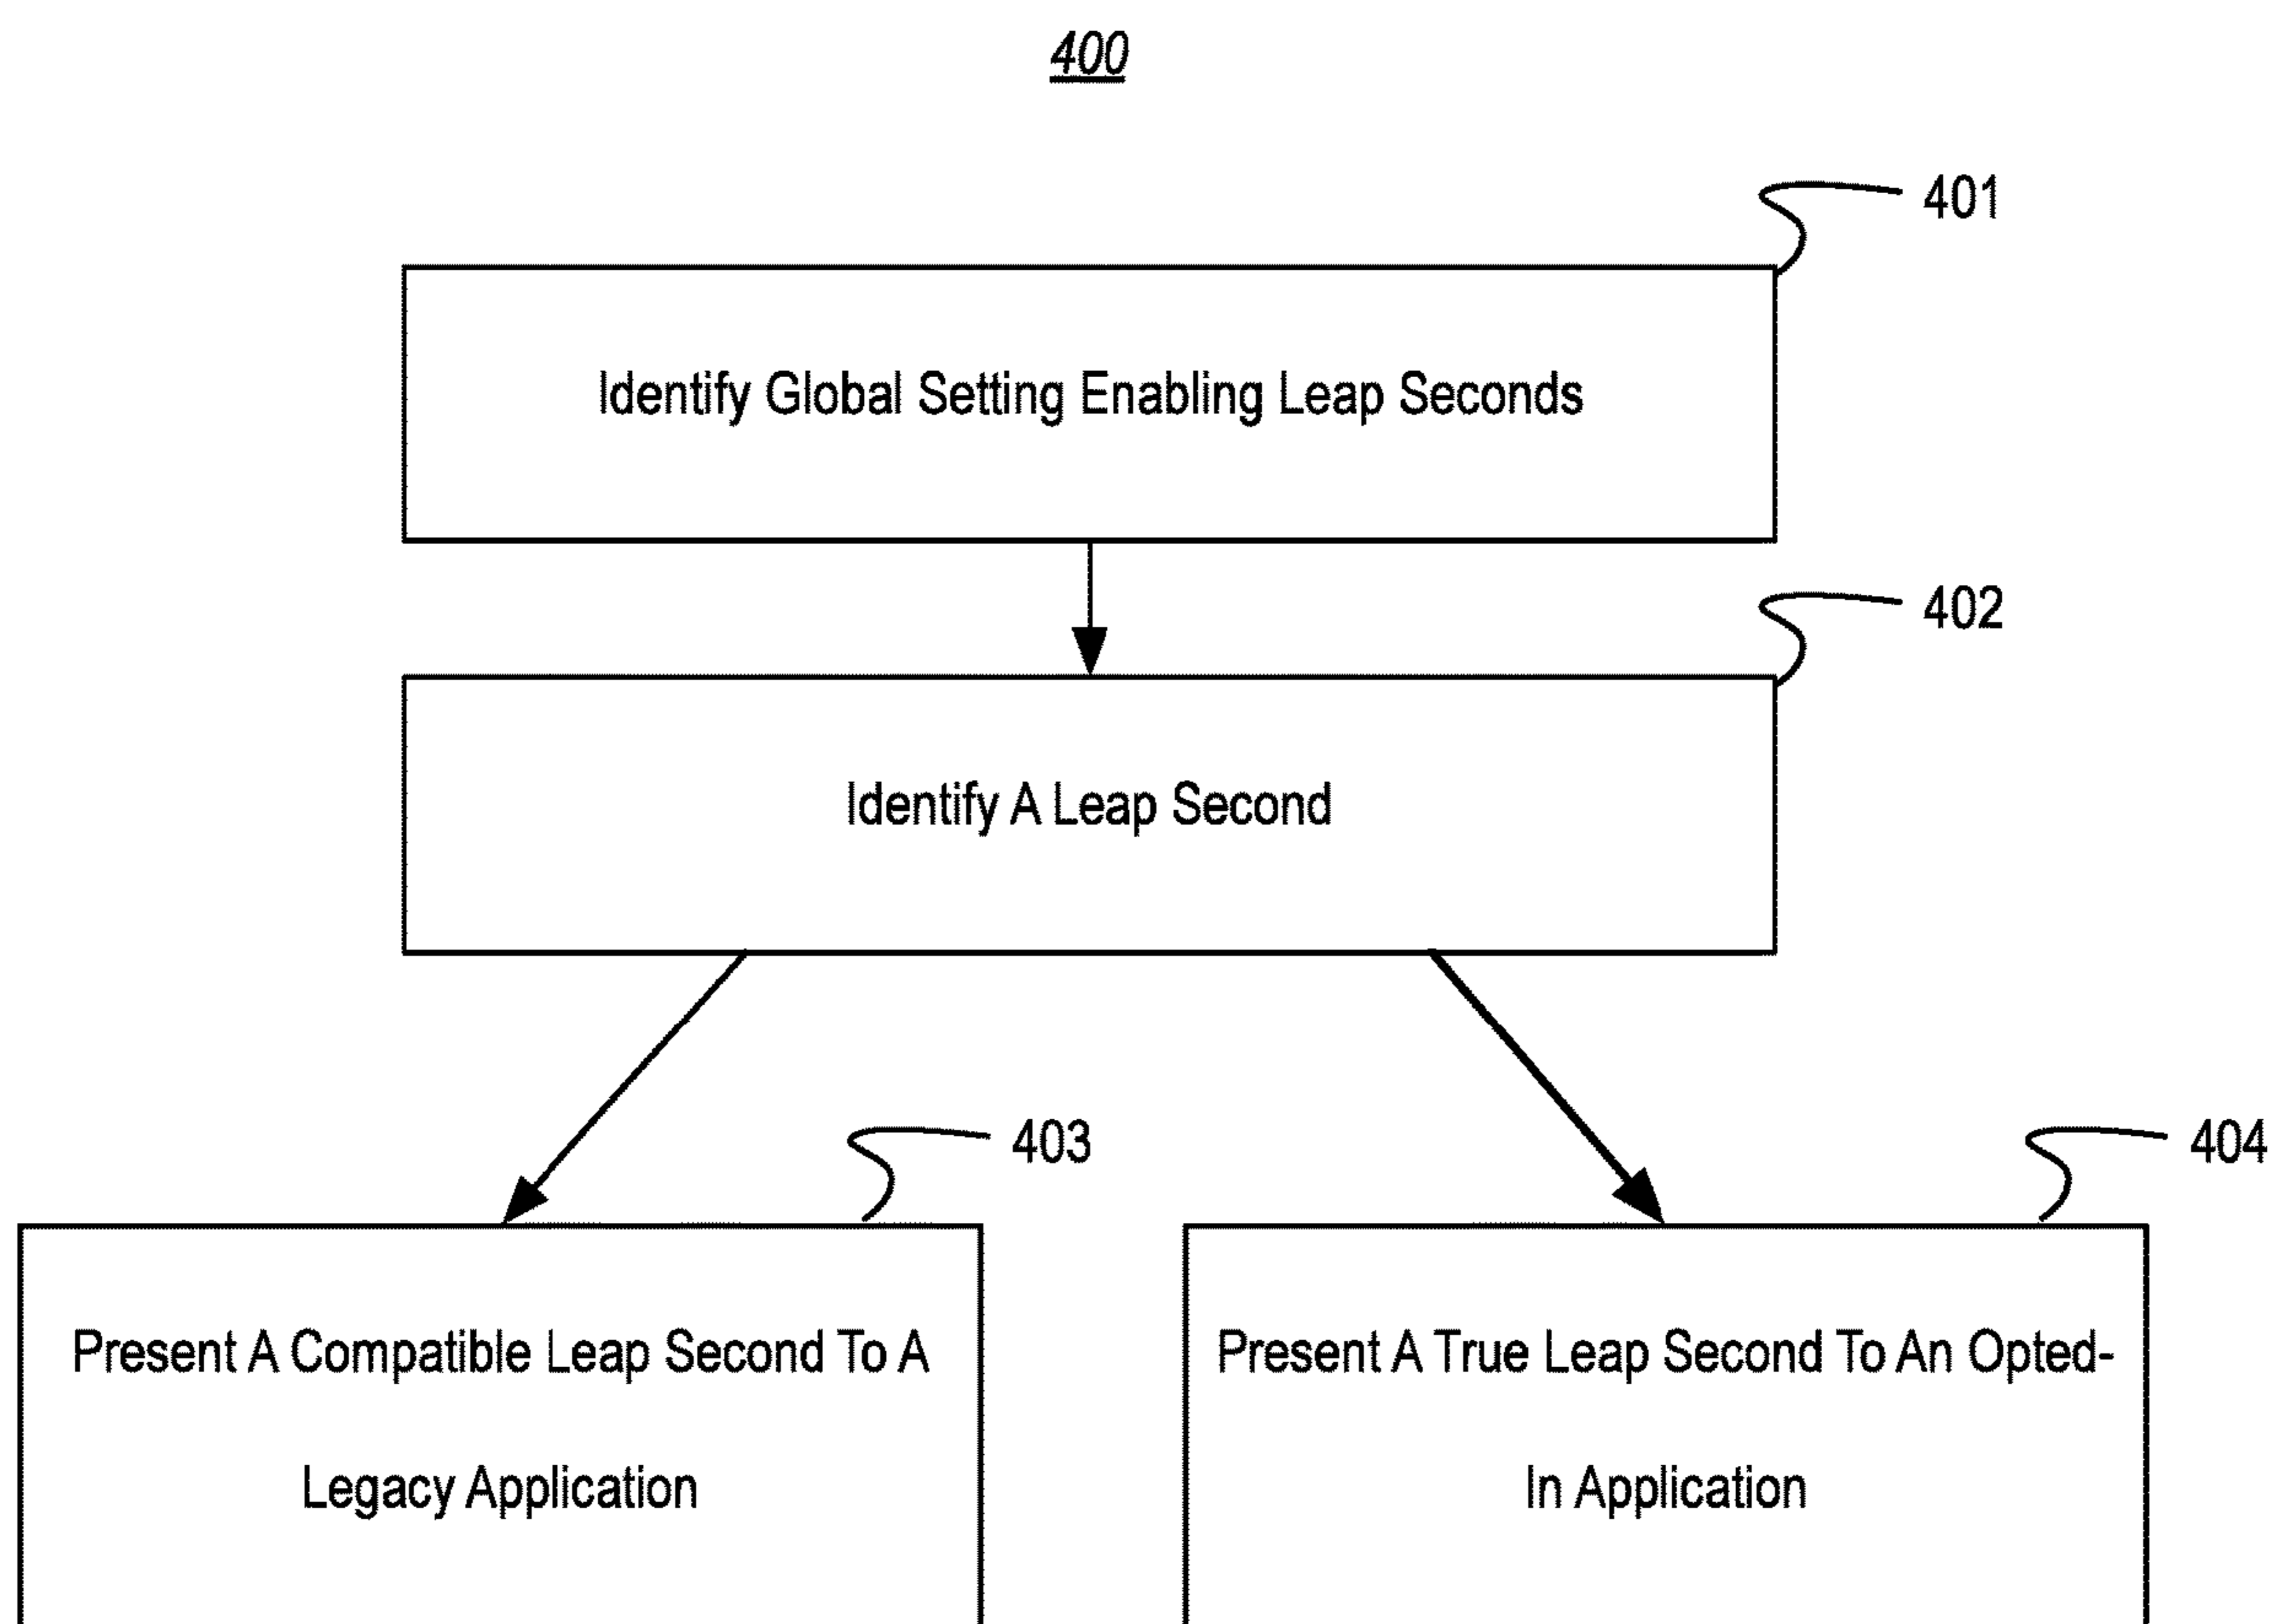 400
401
Identify Global Setting Enabling Leap Seconds
402
Identify A Leap Second
403
404
Present A Compatible Leap Second To A
Legacy Application
Present A True Leap Second To An Opted-
In Application